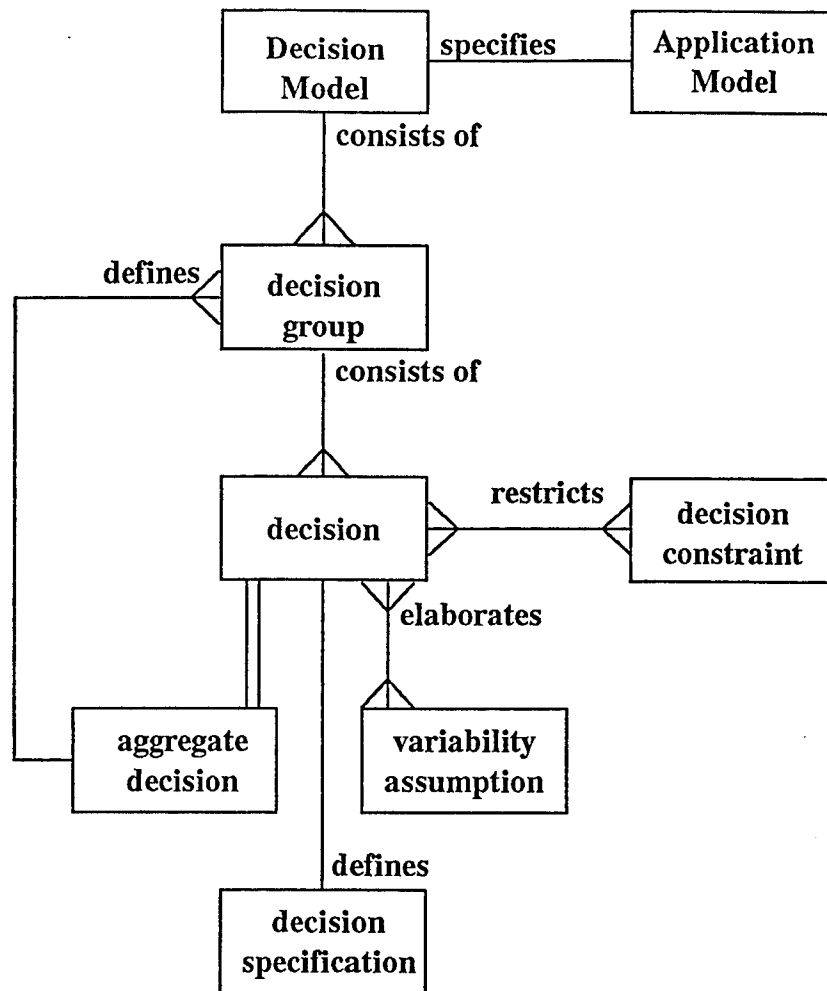 Decision
Model
specifies
Application
Model
consists of
defines
decision
group
consists of
decision
restricts
decision
constraint
elaborates
aggregate
decision
variability
assumption
defines
decision
specification